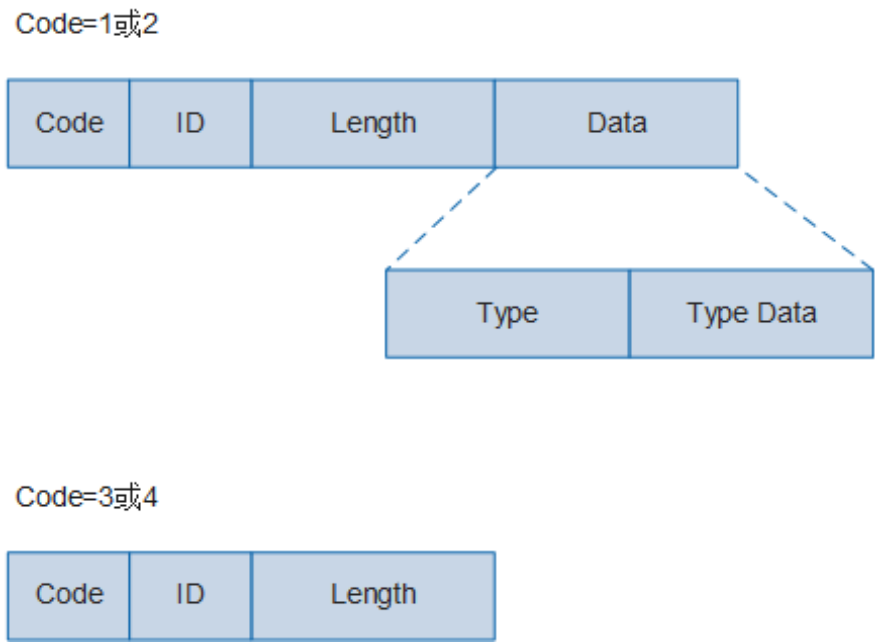 Code=1或2
Code ID Length Data
Type Type Data
Code=3或4
Code ID Length